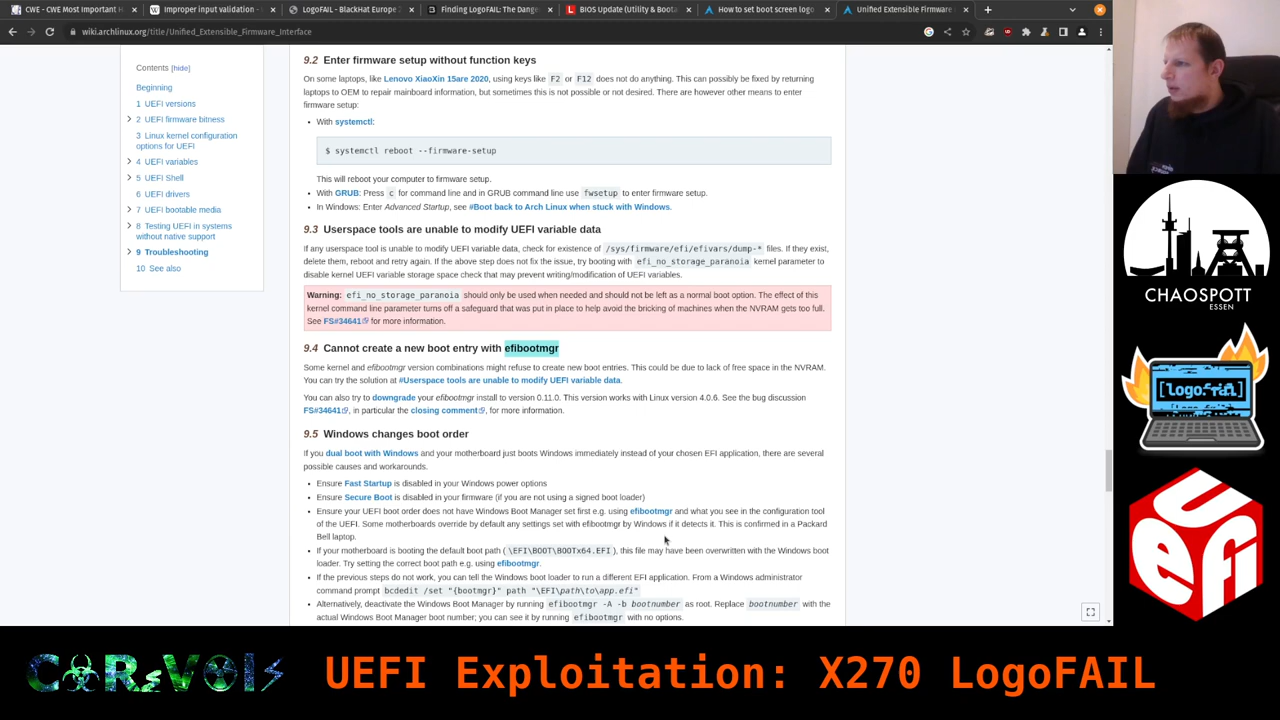 CWE - CWE Most Important H
Improper input validation -
LogoFAIL - BlackHat Europe 2
Finding LogoFAIL: The Dange
BIOS Update (Utility & Boota
How to set boot screen logo
Unified Extensible Firmware
wiki.archlinux.org/title/Unified_Extensible_Firmware_Interface
Contents [hide]
Beginning
1 UEFI versions
2 UEFI firmware bitness
3 Linux kernel configuration
options for UEFI
4 UEFI variables
5 UEFI Shell
6 UEFI drivers
7 UEFI bootable media
8 Testing UEFI in systems
without native support
9 Troubleshooting
10 See also
9.2 Enter firmware setup without function keys
On some laptops, like Lenovo XiaoXin 15are 2020, using keys like F2 or F12 does not do anything. This can possibly be fixed by returning
laptops to OEM to repair mainboard information, but sometimes this is not possible or not desired. There are however other means to enter
firmware setup:
• With systemctl:
$ systemctl reboot --firmware-setup
This will reboot your computer to firmware setup.
• With GRUB: Press c for command line and in GRUB command line use fwsetup to enter firmware setup.
• In Windows: Enter Advanced Startup, see #Boot back to Arch Linux when stuck with Windows.
9.3 Userspace tools are unable to modify UEFI variable data
If any userspace tool is unable to modify UEFI variable data, check for existence of /sys/firmware/efi/efivars/dump-* files. If they exist,
delete them, reboot and retry again. If the above step does not fix the issue, try booting with efi_no_storage_paranoia kernel parameter to
disable kernel UEFI variable storage space check that may prevent writing/modification of UEFI variables.
Warning: efi_no_storage_paranoia should only be used when needed and should not be left as a normal boot option. The effect of this
kernel command line parameter turns off a safeguard that was put in place to help avoid the bricking of machines when the NVRAM gets too full.
See FS#34641 for more information.
9.4 Cannot create a new boot entry with efibootmgr
Some kernel and efibootmgr version combinations might refuse to create new boot entries. This could be due to lack of free space in the NVRAM.
You can try the solution at #Userspace tools are unable to modify UEFI variable data.
You can also try to downgrade your efibootmgr install to version 0.11.0. This version works with Linux version 4.0.6. See the bug discussion
FS#34641, in particular the closing comment, for more information.
9.5 Windows changes boot order
If you dual boot with Windows and your motherboard just boots Windows immediately instead of your chosen EFI application, there are several
possible causes and workarounds.
• Ensure Fast Startup is disabled in your Windows power options
• Ensure Secure Boot is disabled in your firmware (if you are not using a signed boot loader)
• Ensure your UEFI boot order does not have Windows Boot Manager set first e.g. using efibootmgr and what you see in the configuration tool
of the UEFI. Some motherboards override by default any settings set with efibootmgr by Windows if it detects it. This is confirmed in a Packard
Bell laptop.
• If your motherboard is booting the default boot path (\EFI\BOOT\BOOTx64.EFI), this file may have been overwritten with the Windows boot
loader. Try setting the correct boot path e.g. using efibootmgr.
• If the previous steps do not work, you can tell the Windows boot loader to run a different EFI application. From a Windows administrator
command prompt bcdedit /set "{bootmgr}" path "\EFI\path\to\app.efi"
• Alternatively, deactivate the Windows Boot Manager by running efibootmgr -A -b bootnumber as root. Replace bootnumber with the
actual Windows Boot Manager boot number; you can see it by running efibootmgr with no options.
CHAOSPOTT
ESSEN
[logofail]
UEFI
C0ReV0lS
UEFI Exploitation: X270 LogoFAIL